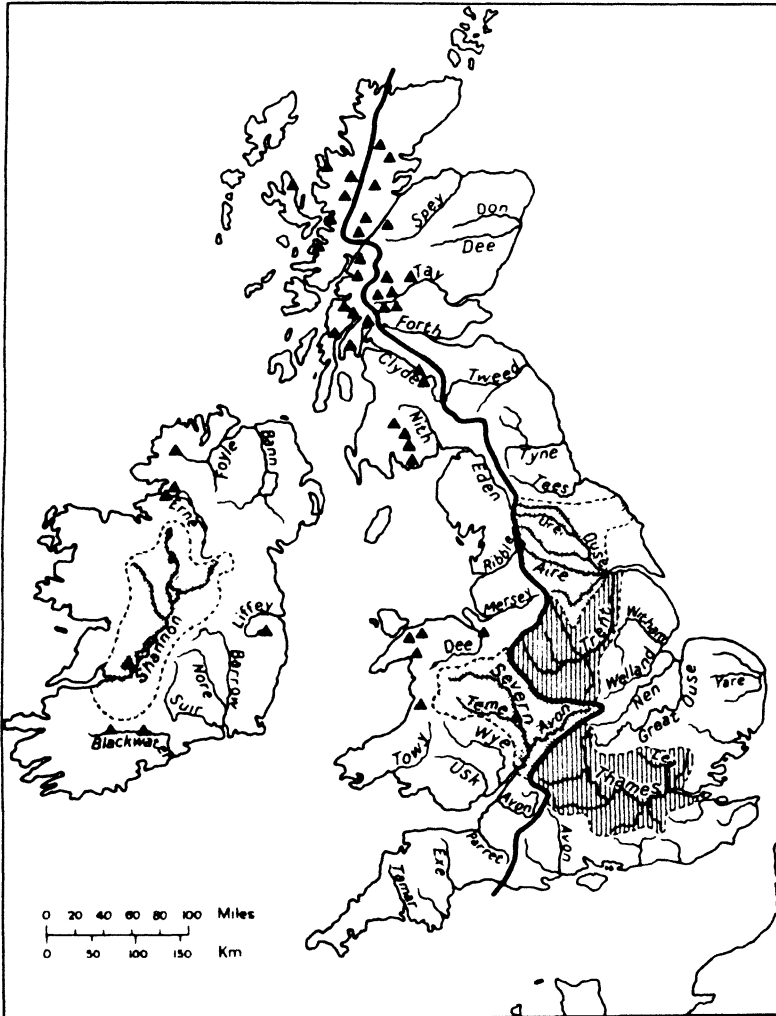 Spey
Don
Dee
Tay
Forth
Clyde
Tweed
Nith
Tyne
Eden
Tees
Foyle
Bann
Erne
Ure
Ouse
Ribble
Aire
Mersey
Trent
Witham
Liffey
Shannon
Dee
Severn
Welland
Barrow
Nore
Suir
Teme
Avon
Nen
Great Ouse
Yare
Blackwater
Towy
Wye
Usk
Thames
Avon
Parret
Avon
Exe
Tamar
0 20 40 60 80 100 Miles
0 50 100 150 Km